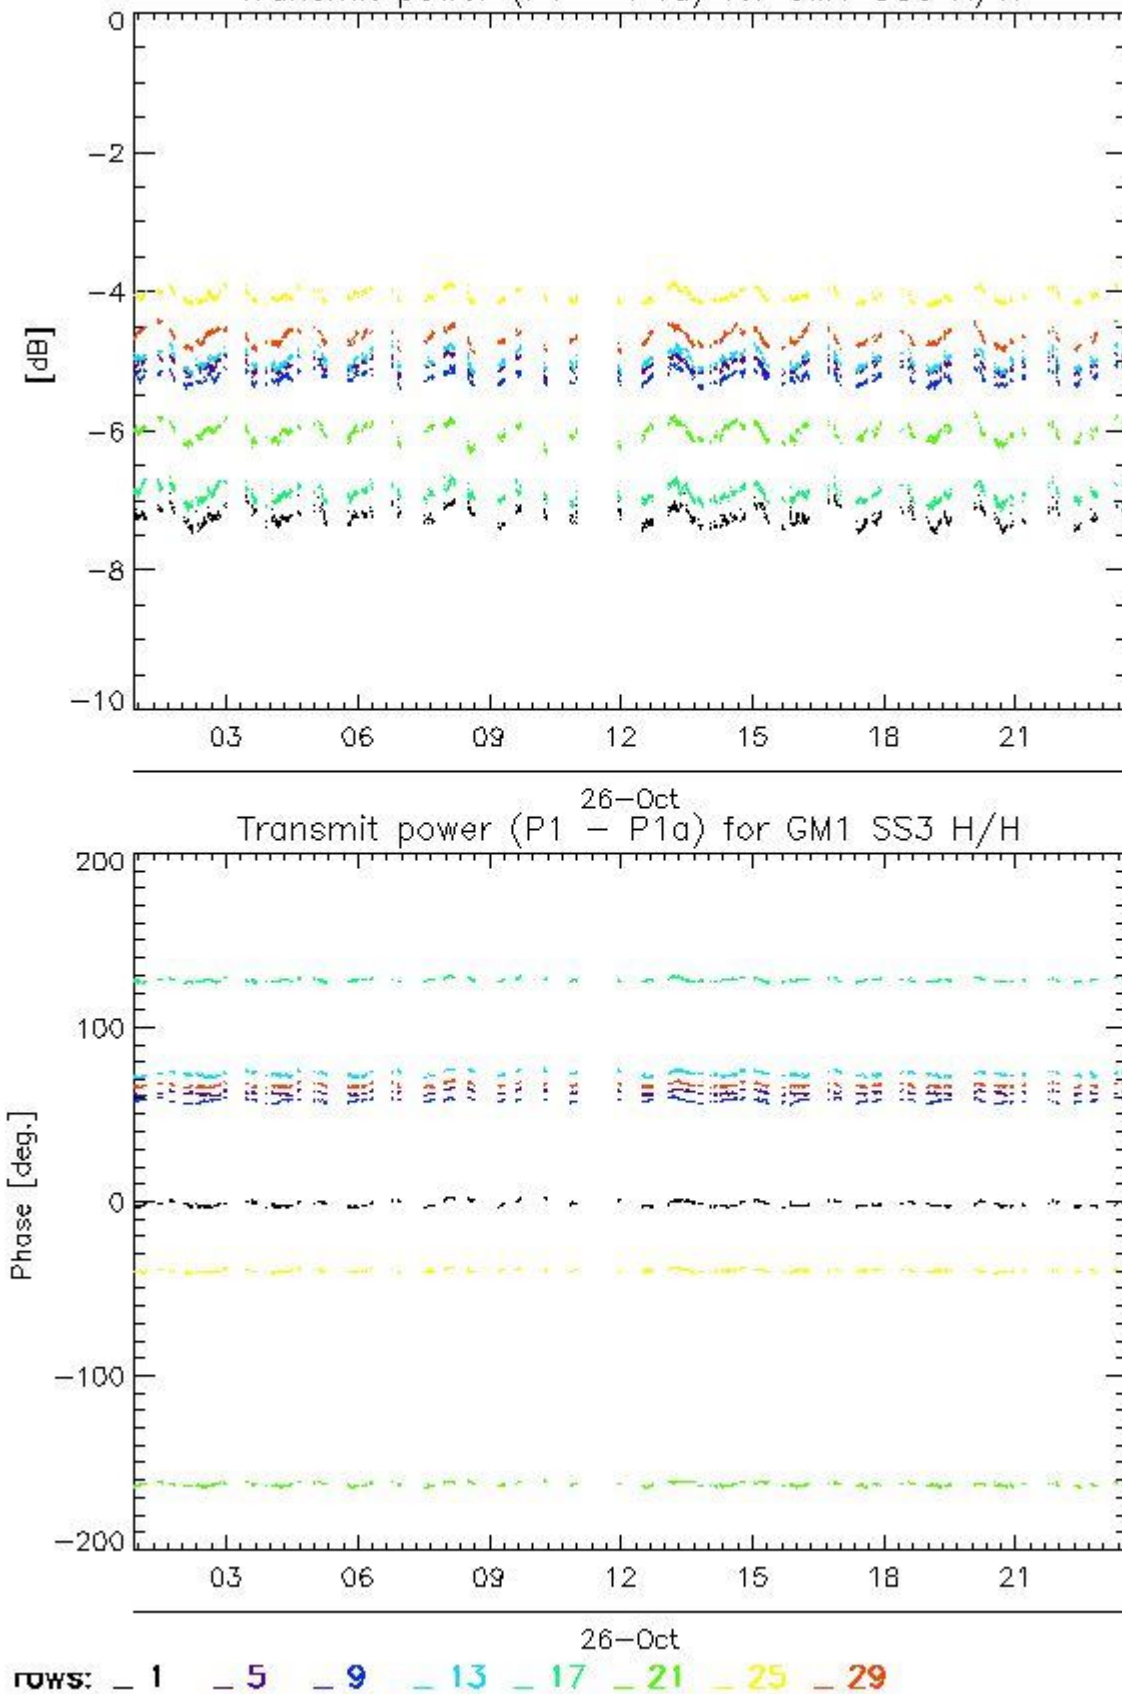 0
−2
−4
−6
−8
−10
[dB]
03 06 09 12 15 18 21
26−Oct
Transmit power (P1 − P1a) for GM1 SS3 H/H
200
100
0
−100
−200
Phase [deg.]
03 06 09 12 15 18 21
26−Oct
rows: _ 1 _ 5 _ 9 _ 13 _ 17 _ 21 _ 25 _ 29